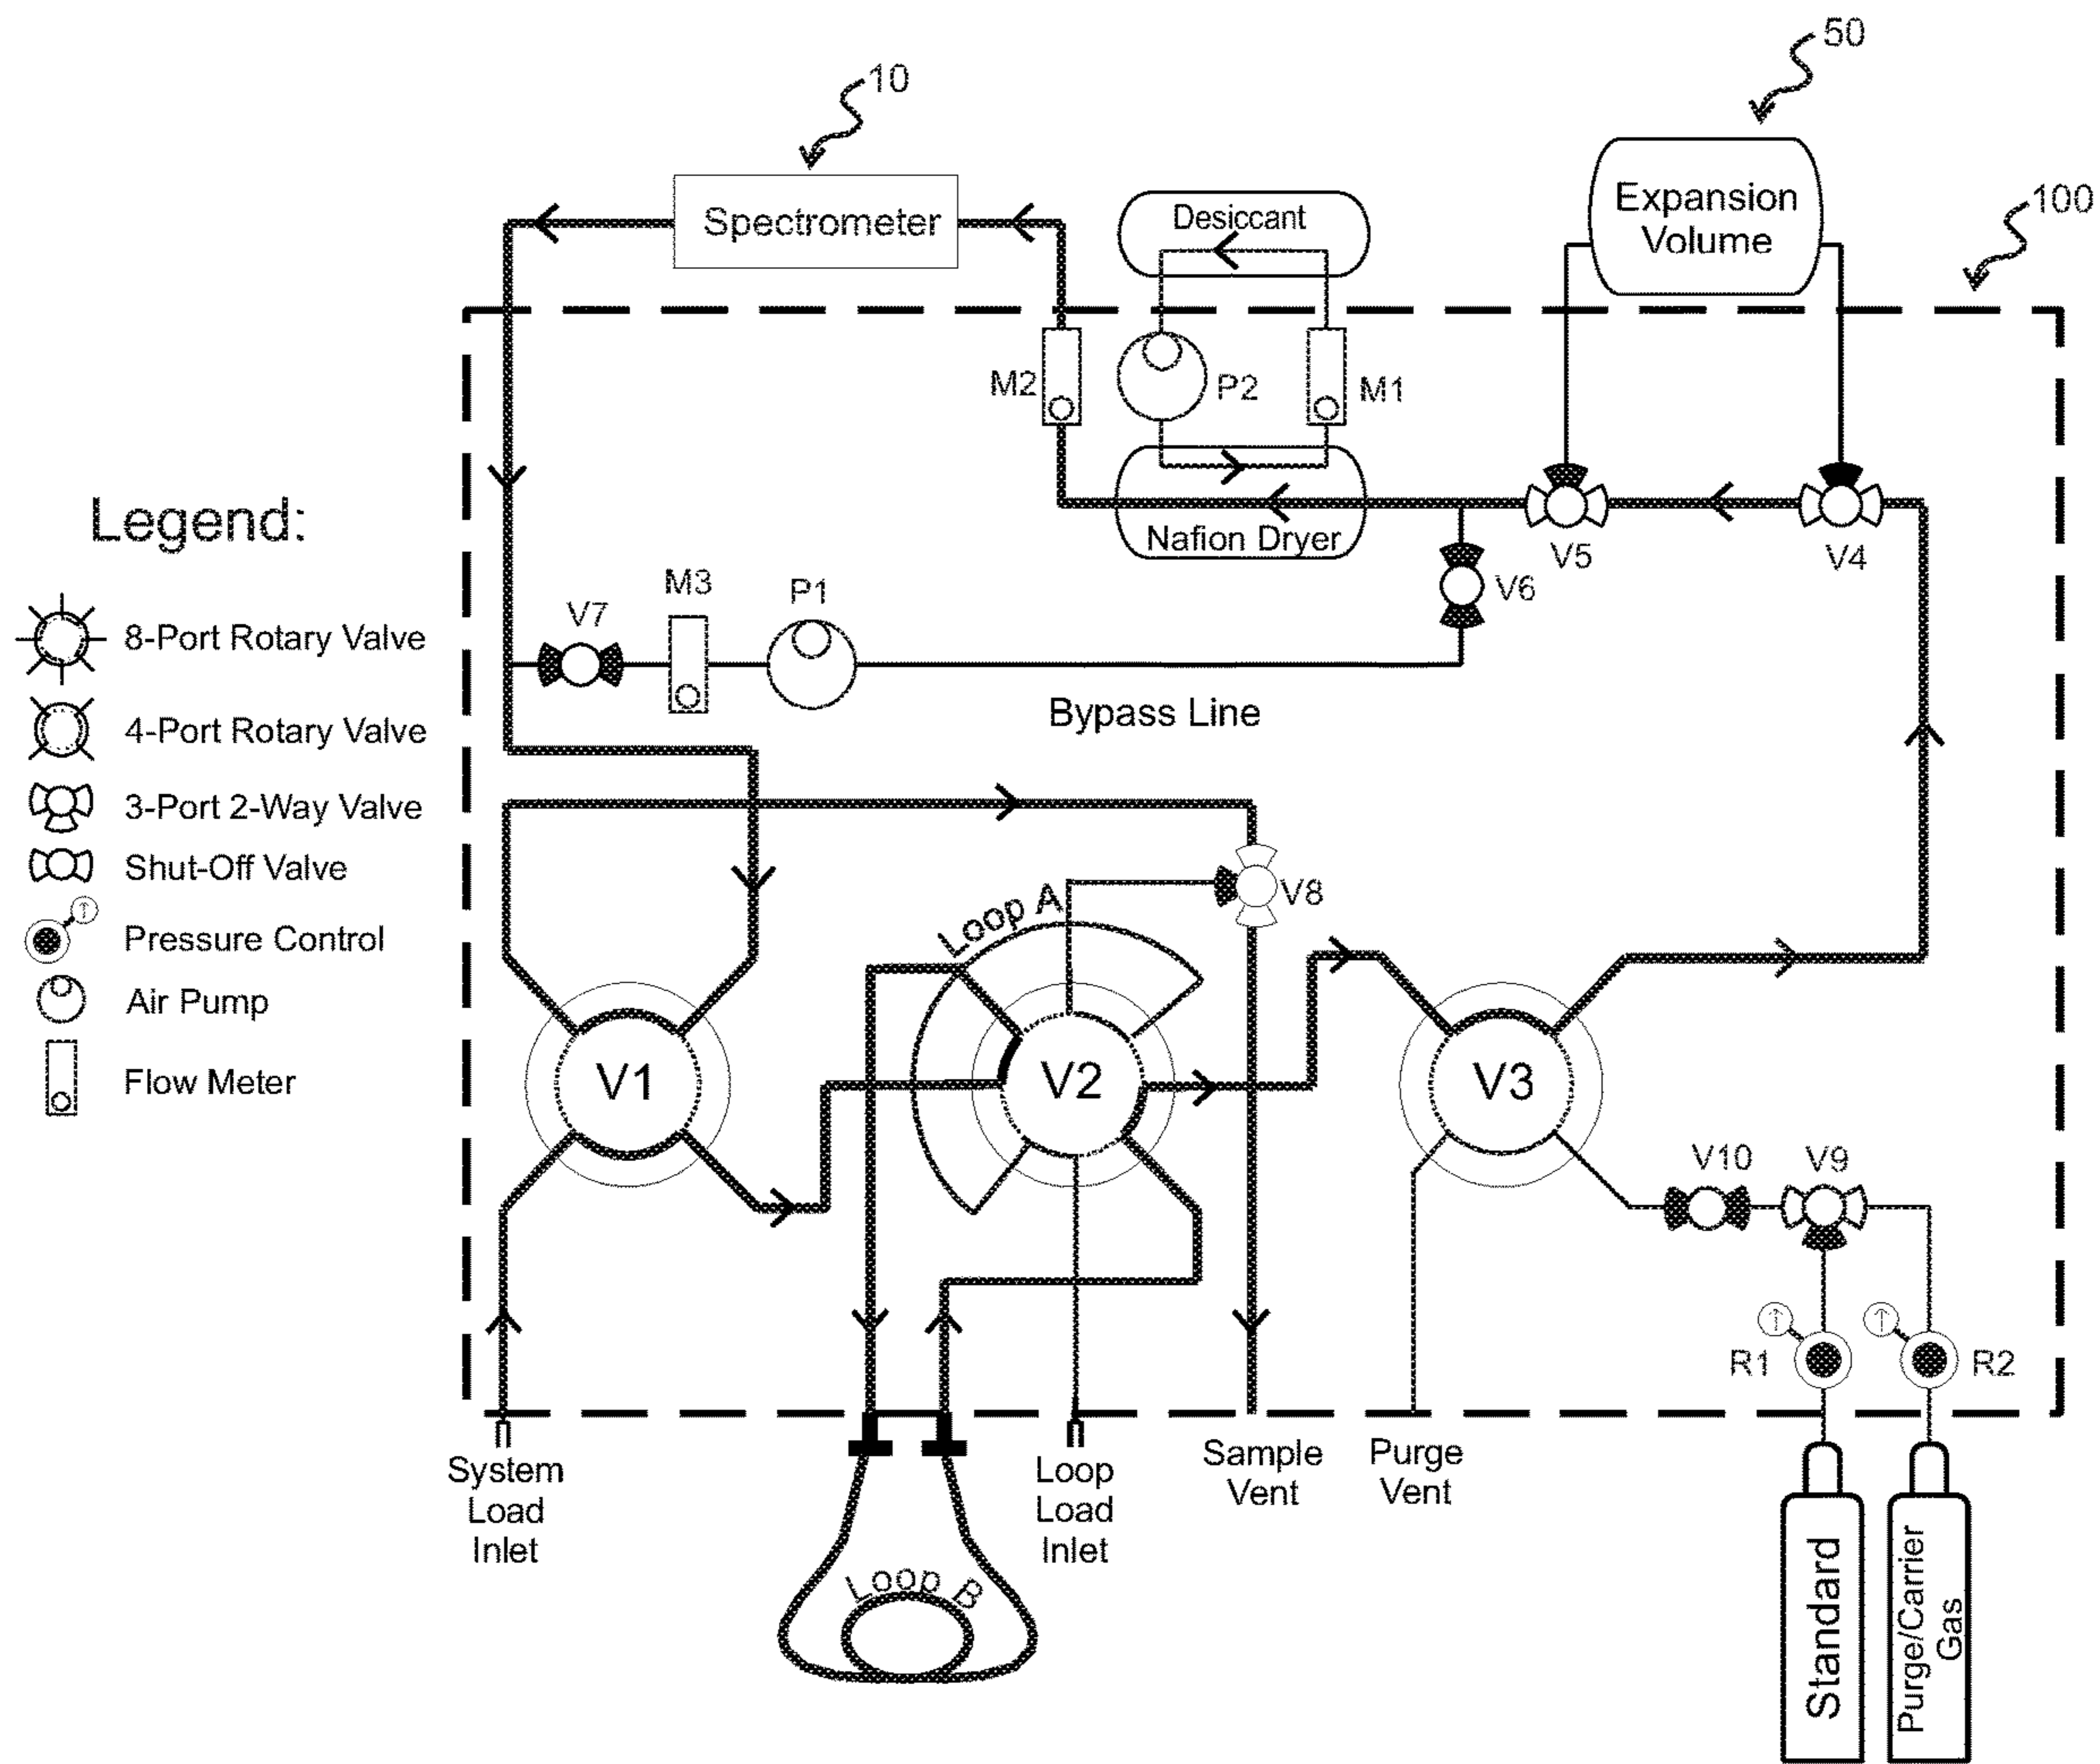 50
10
100
Spectrometer
Desiccant
Expansion
Volume
M2
P2
M1
Nafion Dryer
V5
V4
V6
Legend:
8-Port Rotary Valve
4-Port Rotary Valve
3-Port 2-Way Valve
Shut-Off Valve
Pressure Control
Air Pump
Flow Meter
V7
M3
P1
Bypass Line
Loop A
V8
V1
V2
V3
V10
V9
R1
R2
System
Load
Inlet
Loop
Load
Inlet
Sample
Vent
Purge
Vent
Loop B
Standard
Purge/Carrier
Gas